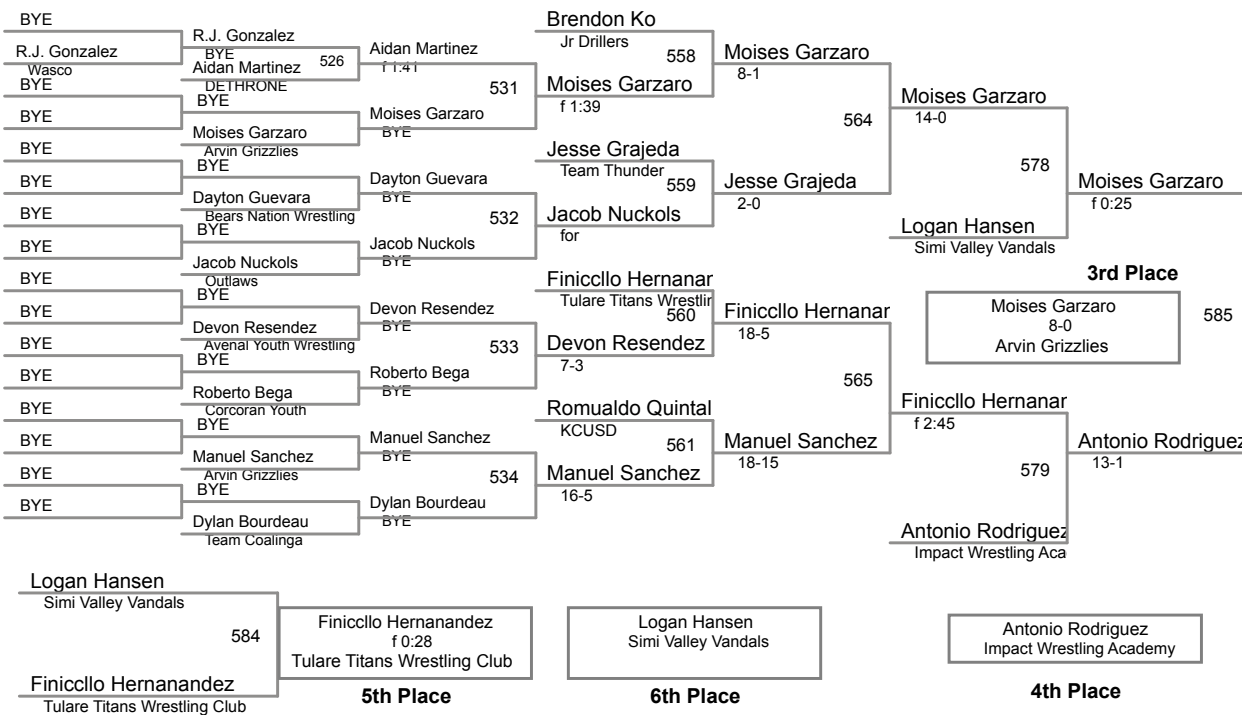 BYE
R.J. Gonzalez
Wasco
BYE
BYE
BYE
BYE
BYE
BYE
BYE
BYE
BYE
BYE
BYE
BYE
BYE
BYE
R.J. Gonzalez
BYE
526
Aidan Martinez
DETHRONE
BYE
Moises Garzaro
Arvin Grizzlies
BYE
Dayton Guevara
Bears Nation Wrestling
BYE
Jacob Nuckols
Outlaws
BYE
Devon Resendez
Avenal Youth Wrestling
BYE
Roberto Bega
Corcoran Youth
BYE
Manuel Sanchez
Arvin Grizzlies
BYE
Dylan Bourdeau
Team Coalinga
Aidan Martinez
f 1:41
531
Moises Garzaro
BYE
Dayton Guevara
BYE
532
Jacob Nuckols
BYE
Devon Resendez
BYE
533
Roberto Bega
BYE
Manuel Sanchez
BYE
534
Dylan Bourdeau
BYE
Brendon Ko
Jr Drillers
558
Moises Garzaro
f 1:39
Jesse Grajeda
Team Thunder
559
Jacob Nuckols
for
Finiccllo Hernanar
Tulare Titans Wrestlir
560
Devon Resendez
7-3
Romualdo Quintal
KCUSD
561
Manuel Sanchez
16-5
Moises Garzaro
8-1
564
Jesse Grajeda
2-0
Finiccllo Hernanar
18-5
565
Manuel Sanchez
18-15
Moises Garzaro
14-0
578
Logan Hansen
Simi Valley Vandals
Finiccllo Hernanar
f 2:45
579
Antonio Rodriguez
Impact Wrestling Aca
Moises Garzaro
f 0:25
3rd Place
Moises Garzaro
8-0
Arvin Grizzlies
585
Antonio Rodriguez
13-1
Logan Hansen
Simi Valley Vandals
584
Finiccllo Hernanandez
Tulare Titans Wrestling Club
Finiccllo Hernanandez
f 0:28
Tulare Titans Wrestling Club
5th Place
Logan Hansen
Simi Valley Vandals
6th Place
Antonio Rodriguez
Impact Wrestling Academy
4th Place